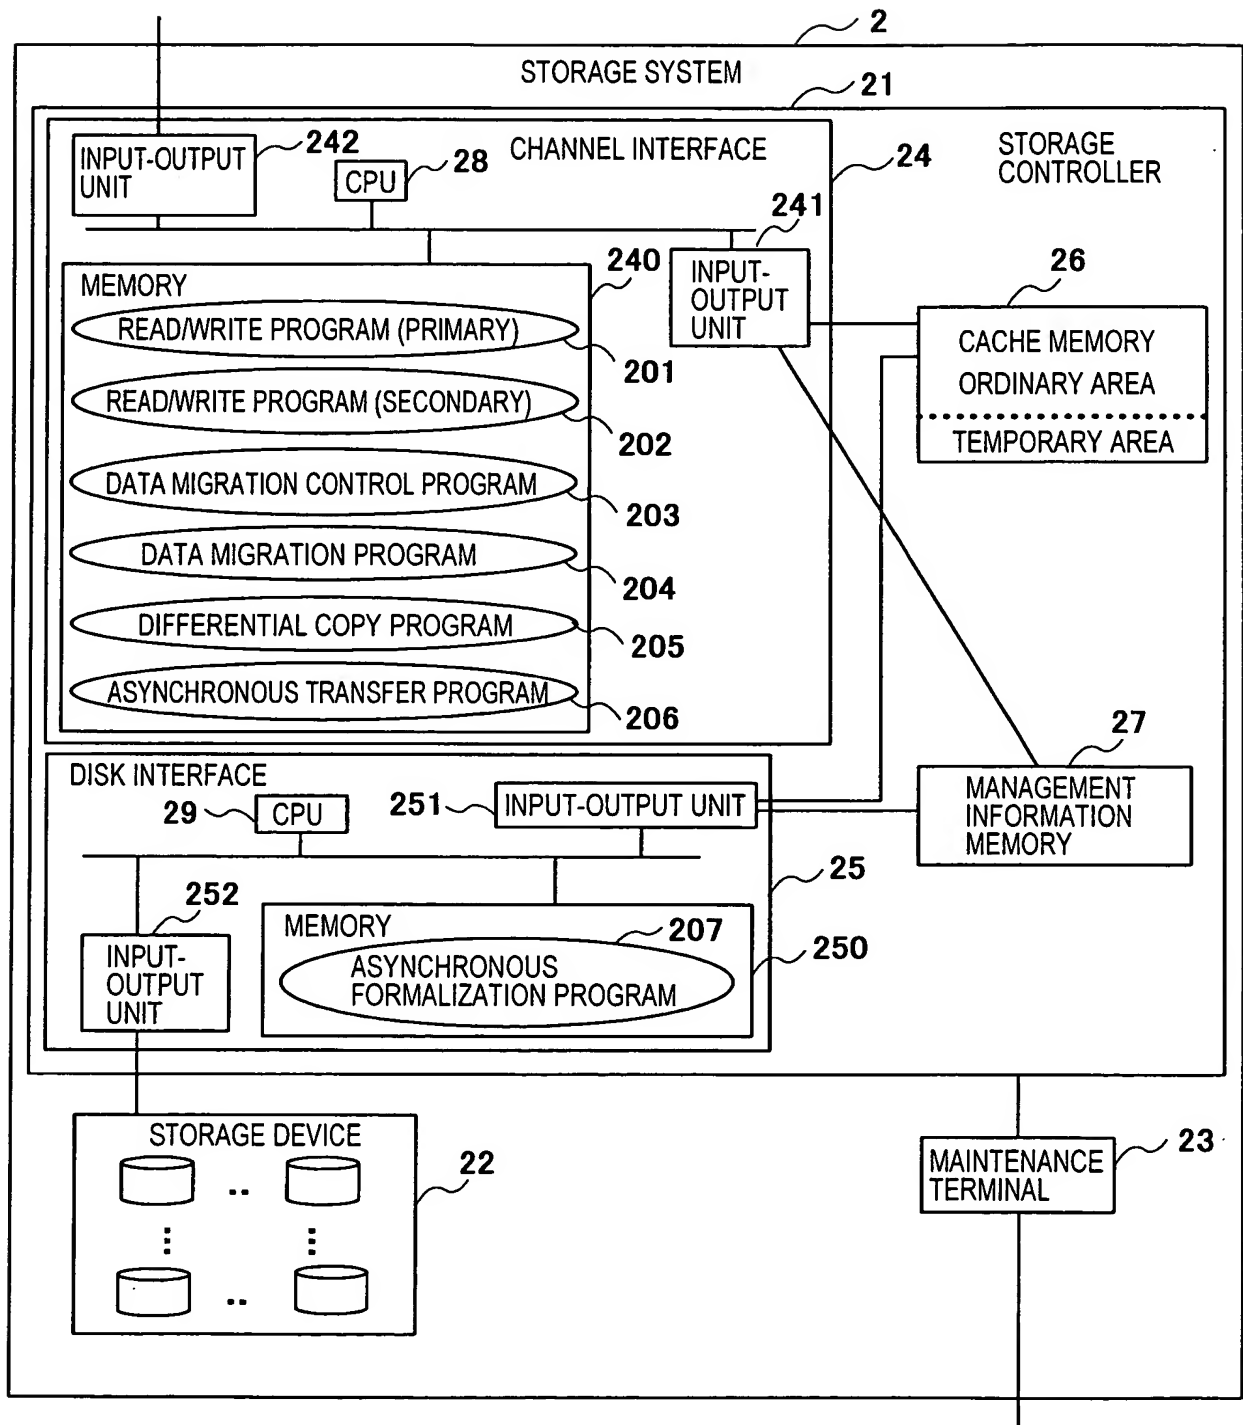 2
STORAGE SYSTEM
21
STORAGE
CONTROLLER
CHANNEL INTERFACE
24
INPUT-OUTPUT
UNIT
242
CPU
28
241
INPUT-
OUTPUT
UNIT
240
MEMORY
READ/WRITE PROGRAM (PRIMARY)
201
READ/WRITE PROGRAM (SECONDARY)
202
DATA MIGRATION CONTROL PROGRAM
203
DATA MIGRATION PROGRAM
204
DIFFERENTIAL COPY PROGRAM
205
ASYNCHRONOUS TRANSFER PROGRAM
206
26
CACHE MEMORY
ORDINARY AREA
TEMPORARY AREA
27
MANAGEMENT
INFORMATION
MEMORY
DISK INTERFACE
29
CPU
251
INPUT-OUTPUT UNIT
25
252
INPUT-
OUTPUT
UNIT
MEMORY
207
250
ASYNCHRONOUS
FORMALIZATION PROGRAM
STORAGE DEVICE
22
..
⋮
⋮
..
MAINTENANCE
TERMINAL
23